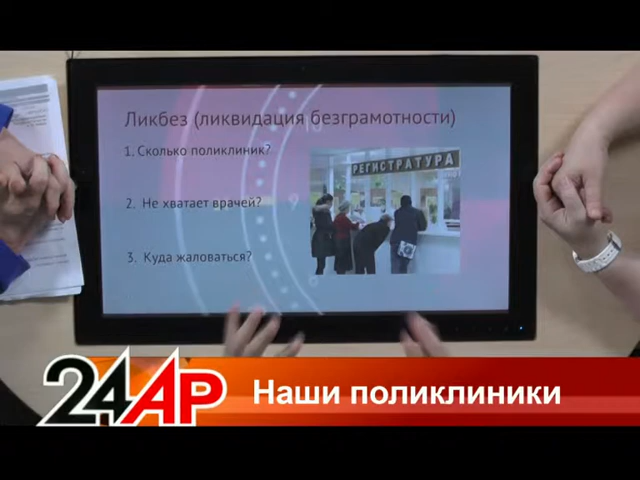 Ликбез (ликвидация безграмотности)
1. Сколько поликлиник?
РЕГИСТРАТУРА
2. Не хватает врачей?
3. Куда жаловаться?
24АР
Наши поликлиники